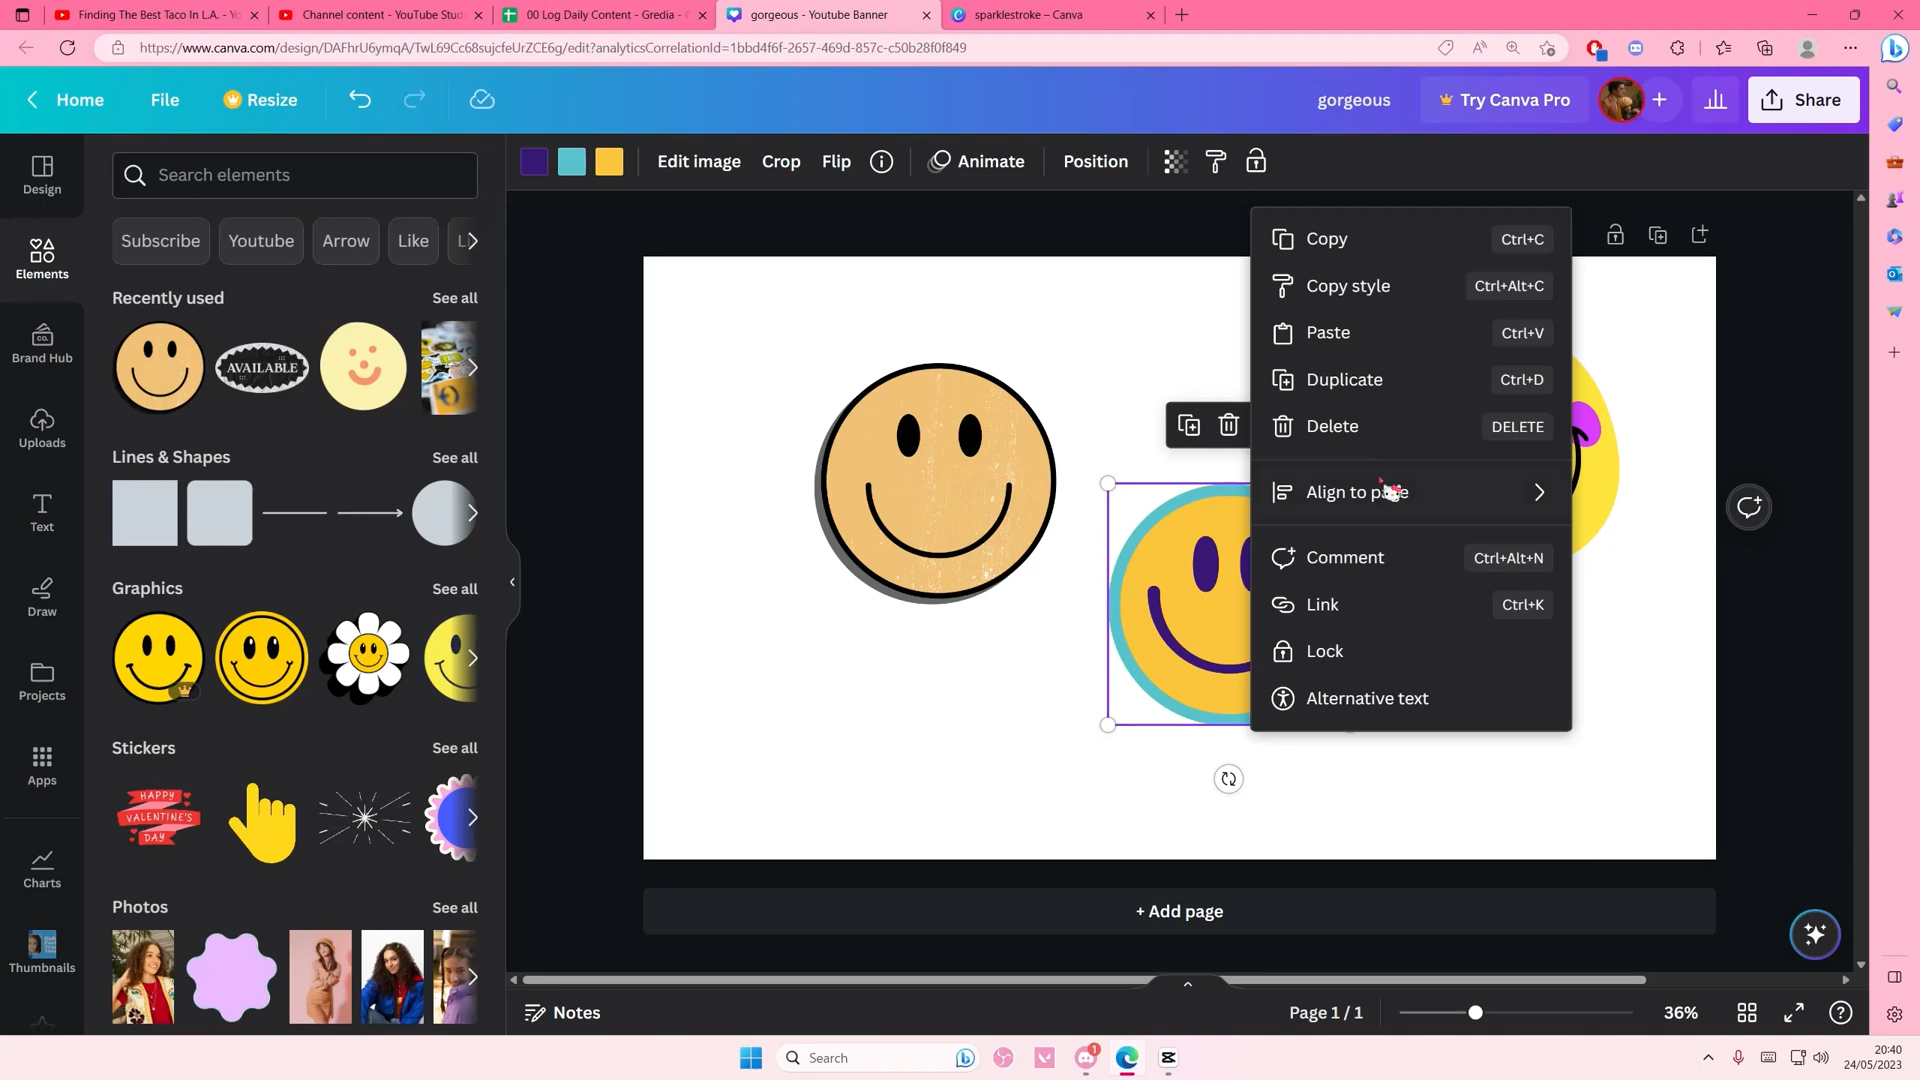 Finding The Best Taco In L.A. - Yo
Channel content - YouTube Stud
00 Log Daily Content - Gredia -
gorgeous - Youtube Banner
sparklestroke – Canva
https://www.canva.com/design/DAFhrU6ymqA/TwL69Cc68sujcfeUrZCE6g/edit?analyticsCorrelationId=1bbd4f6f-2657-469d-857c-c50b28f0f849
Home
File
Resize
gorgeous
Try Canva Pro
Share
Design
Elements
Brand Hub
Uploads
Text
Draw
Projects
Apps
Charts
Thumbnails
Search elements
Subscribe
Youtube
Arrow
Like
Recently used
See all
AVAILABLE
Lines & Shapes
See all
Graphics
See all
Stickers
See all
HAPPY
VALENTINE'S
DAY
Photos
See all
Edit image
Crop
Flip
Animate
Position
Copy
Ctrl+C
Copy style
Ctrl+Alt+C
Paste
Ctrl+V
Duplicate
Ctrl+D
Delete
DELETE
Align to page
Comment
Ctrl+Alt+N
Link
Ctrl+K
Lock
Alternative text
+ Add page
Notes
Page 1 / 1
36%
Search
1
20:40
24/05/2023